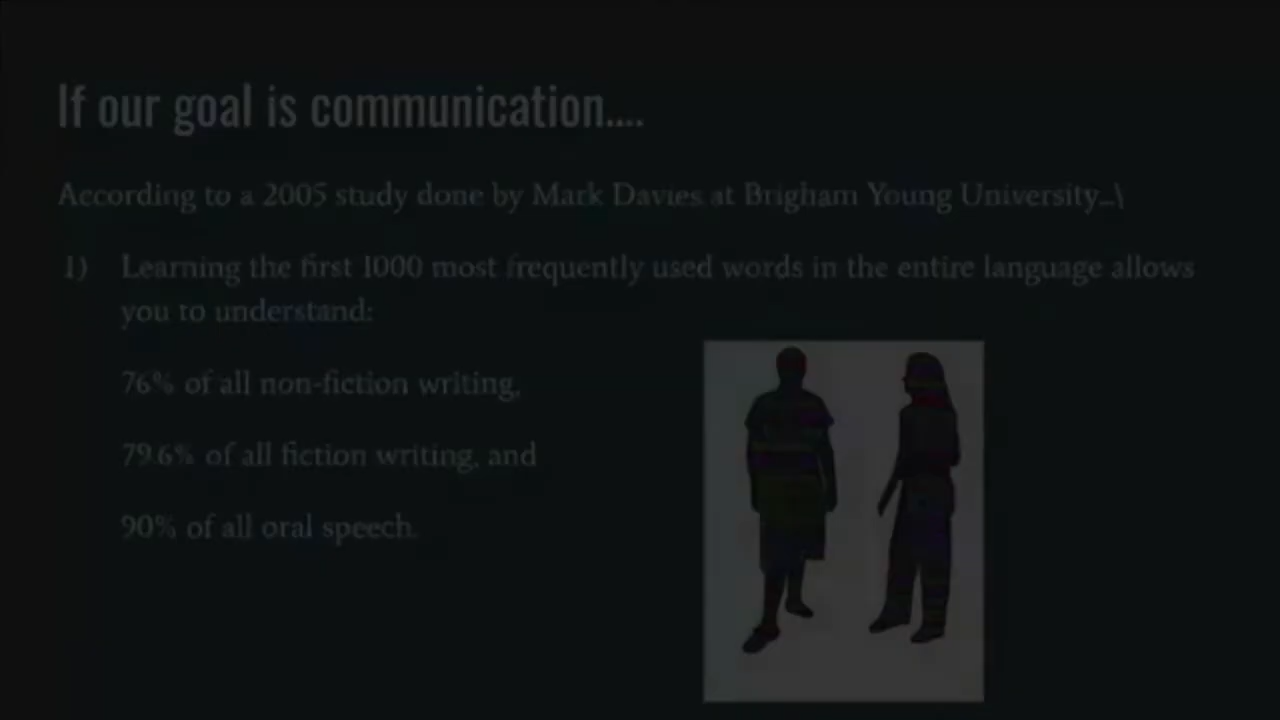 If our goal is communication....
According to a 2005 study done by Mark Davies at Brigham Young University...\
1) Learning the first 1000 most frequently used words in the entire language allows
you to understand:
76% of all non-fiction writing,
79.6% of all fiction writing, and
90% of all oral speech.